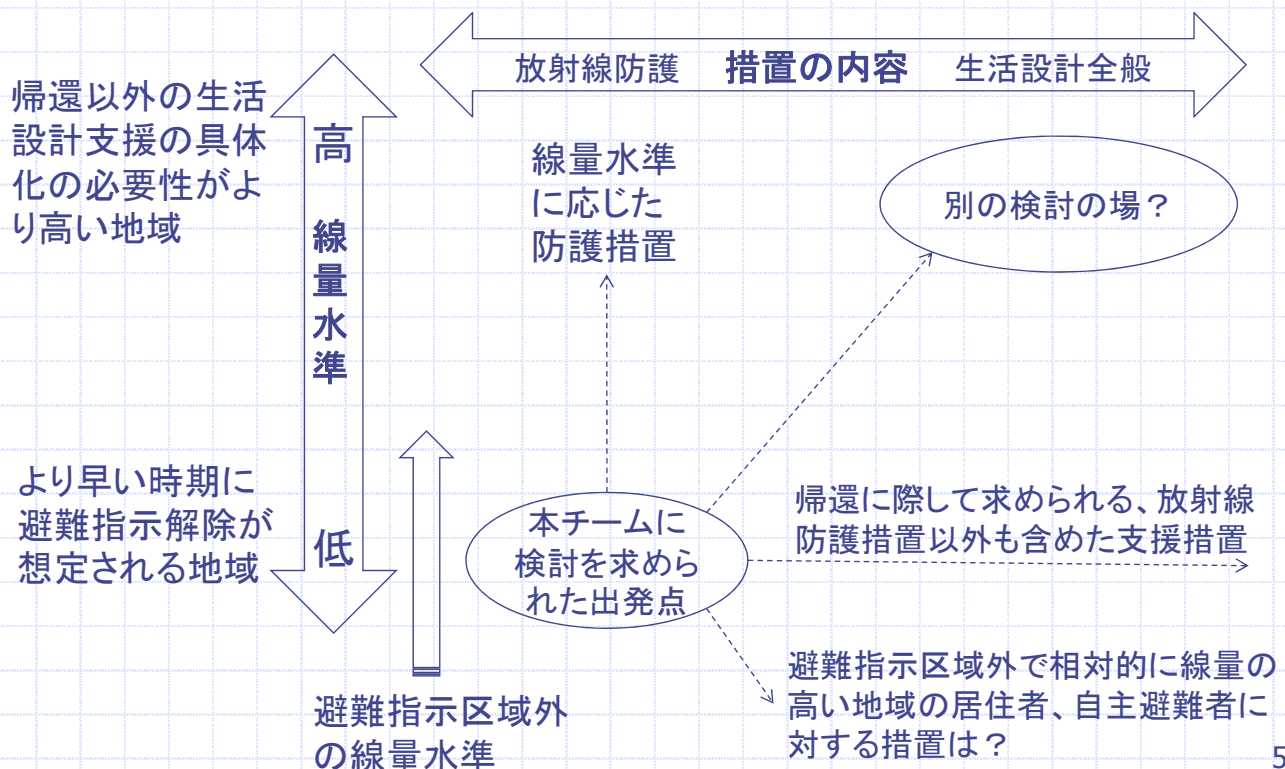 放射線防護 措置の内容 生活設計全般
帰還以外の生活
設計支援の具体
化の必要性がよ
り高い地域
高
線量水準
低
線量水準
に応じた
防護措置
別の検討の場？
より早い時期に
避難指示解除が
想定される地域
本チームに
検討を求めら
れた出発点
帰還に際して求められる、放射線
防護措置以外も含めた支援措置
避難指示区域外
の線量水準
避難指示区域外で相対的に線量の
高い地域の居住者、自主避難者に
対する措置は？
5